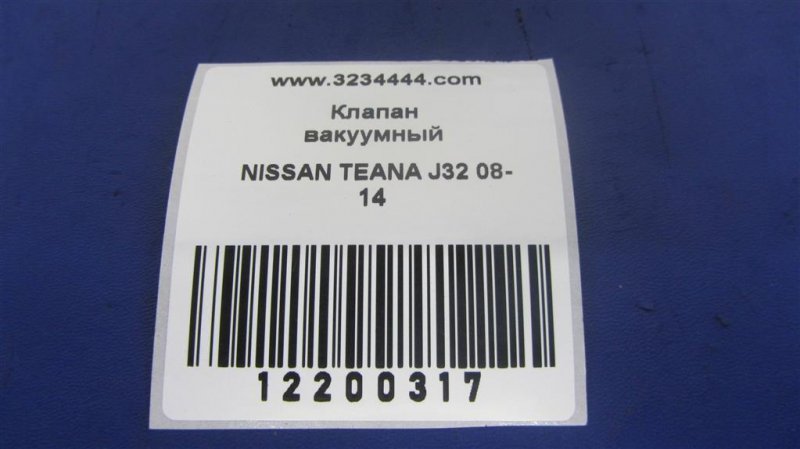 www.3234444.com
Клапан
вакуумный
NISSAN TEANA J32 08-
14
12200317